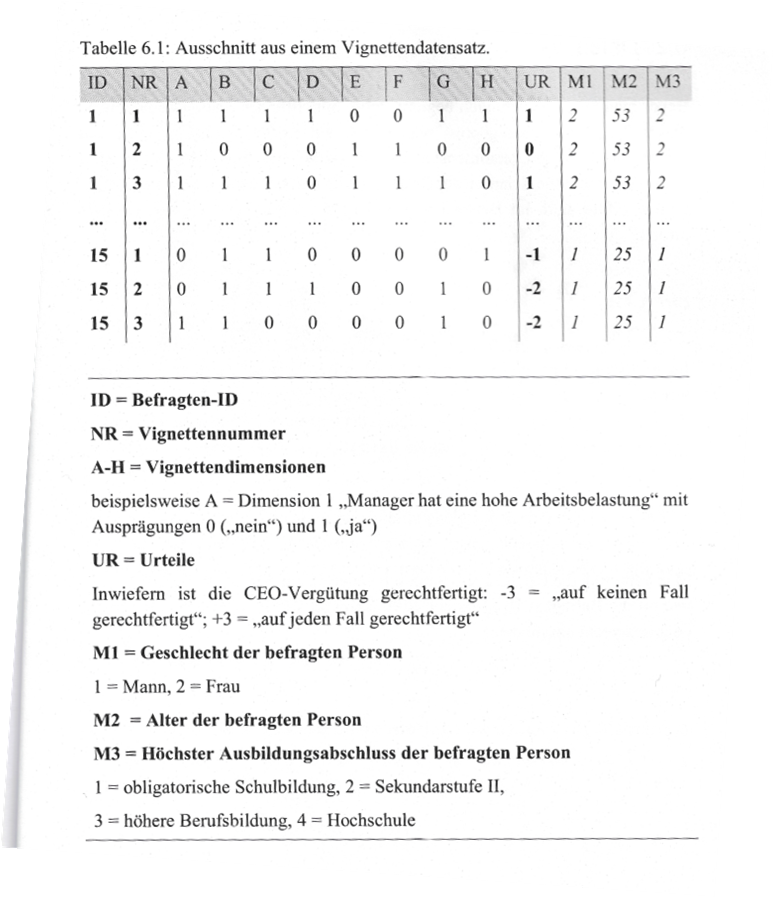 Tabelle 6.1: Ausschnitt aus einem Vignettendatensatz.
ID NR A B C D E F G H UR M1 M2 M3
1 1 1 1 1 1 0 0 1 1 1 2 53 2
1 2 1 0 0 0 1 1 0 0 0 2 53 2
1 3 1 1 1 0 1 1 1 0 1 2 53 2
... ... ... ... ... ... ... ... ... ... ... ... ... ...
15 1 0 1 1 0 0 0 0 1 -1 1 25 1
15 2 0 1 1 1 0 0 1 0 -2 1 25 1
15 3 1 1 0 0 0 0 1 0 -2 1 25 1
ID = Befragten-ID
NR = Vignettennummer
A-H = Vignettendimensionen
beispielsweise A = Dimension 1 „Manager hat eine hohe Arbeitsbelastung“ mit
Ausprägungen 0 („nein“) und 1 („ja“)
UR = Urteile
Inwiefern ist die CEO-Vergütung gerechtfertigt: -3 = „auf keinen Fall
gerechtfertigt“; +3 = „auf jeden Fall gerechtfertigt“
M1 = Geschlecht der befragten Person
1 = Mann, 2 = Frau
M2 = Alter der befragten Person
M3 = Höchster Ausbildungsabschluss der befragten Person
1 = obligatorische Schulbildung, 2 = Sekundarstufe II,
3 = höhere Berufsbildung, 4 = Hochschule